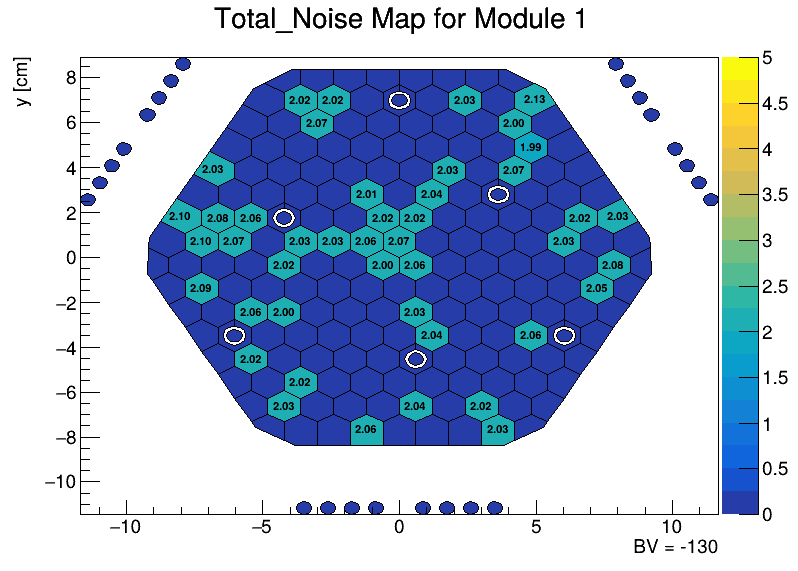 Total_Noise Map for Module 1
y [cm]
8
6
4
2
0
−2
−4
−6
−8
−10
2.02 2.02 2.03 2.13
2.07 2.00
1.99
2.03 2.03 2.07
2.01 2.04
2.10 2.08 2.06 2.02 2.02 2.02 2.03
2.10 2.07 2.03 2.03 2.06 2.07 2.03
2.02 2.00 2.06 2.08
2.09 2.05
2.06 2.00 2.03
2.04 2.06
2.02
2.02
2.03 2.04 2.02
2.06 2.03
5
4.5
4
3.5
3
2.5
2
1.5
1
0.5
0
−10 −5 0 5 10
BV = -130